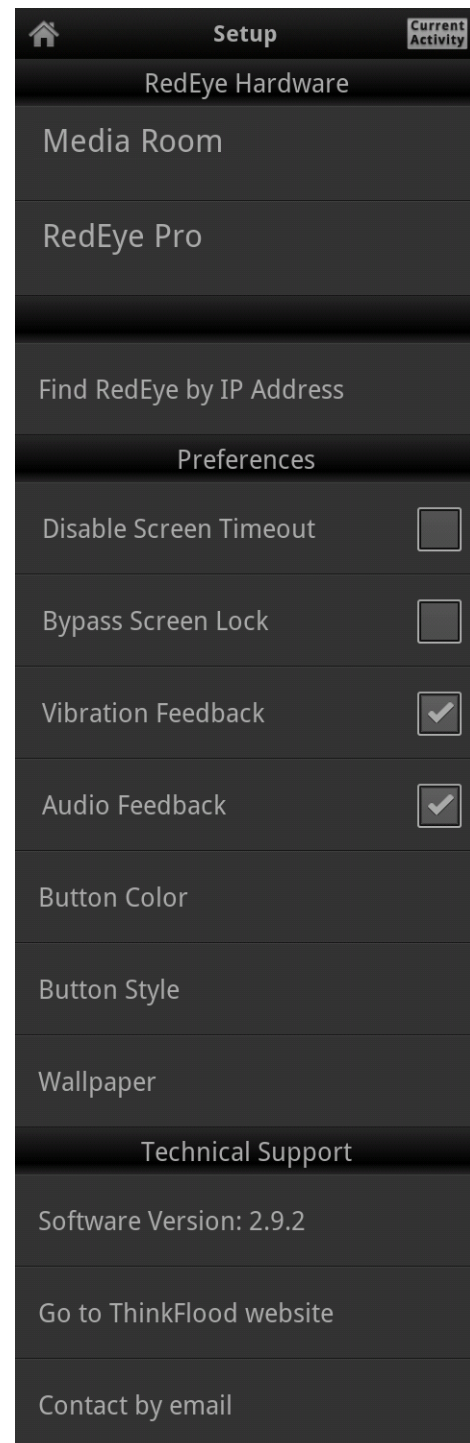 Setup
Current
Activity
RedEye Hardware
Media Room
RedEye Pro
Find RedEye by IP Address
Preferences
Disable Screen Timeout
Bypass Screen Lock
Vibration Feedback
Audio Feedback
Button Color
Button Style
Wallpaper
Technical Support
Software Version: 2.9.2
Go to ThinkFlood website
Contact by email